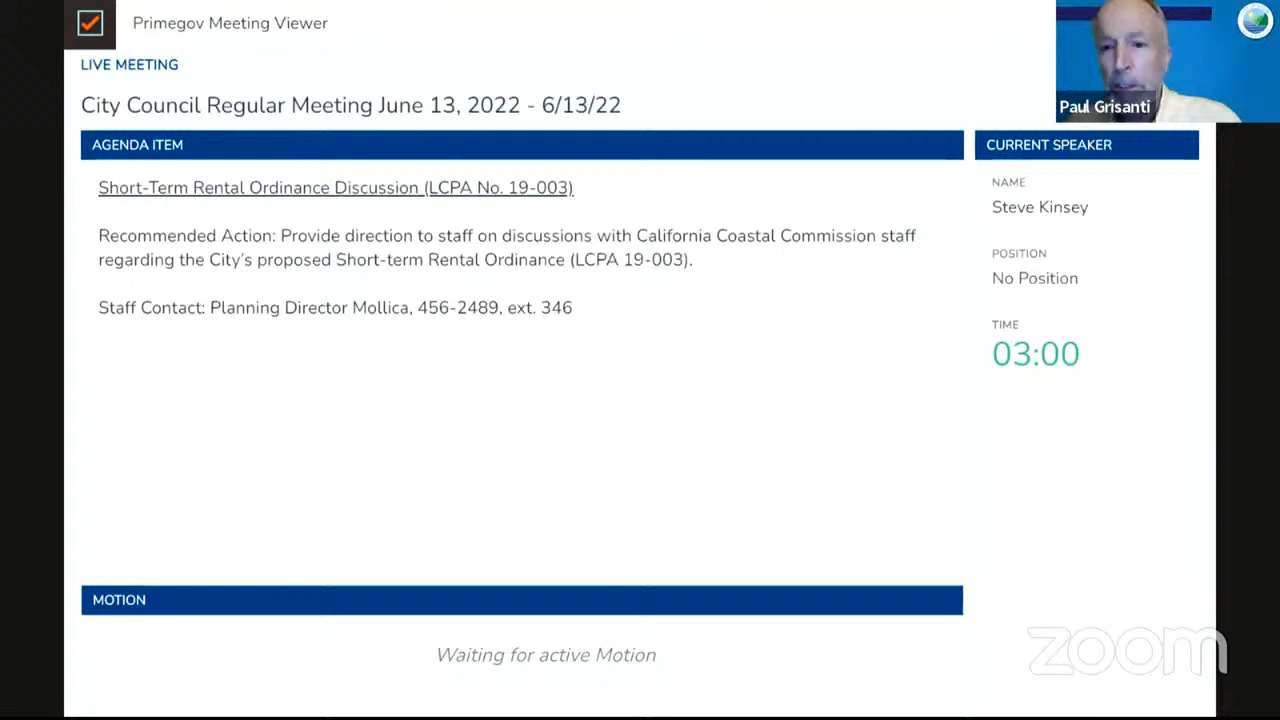 Primegov Meeting Viewer
LIVE MEETING
City Council Regular Meeting June 13, 2022 - 6/13/22
Paul Grisanti
AGENDA ITEM
Short-Term Rental Ordinance Discussion (LCPA No. 19-003)
Recommended Action: Provide direction to staff on discussions with California Coastal Commission staff
regarding the City's proposed Short-term Rental Ordinance (LCPA 19-003).
Staff Contact: Planning Director Mollica, 456-2489, ext. 346
CURRENT SPEAKER
NAME
Steve Kinsey
POSITION
No Position
TIME
03:00
MOTION
Waiting for active Motion
zoom